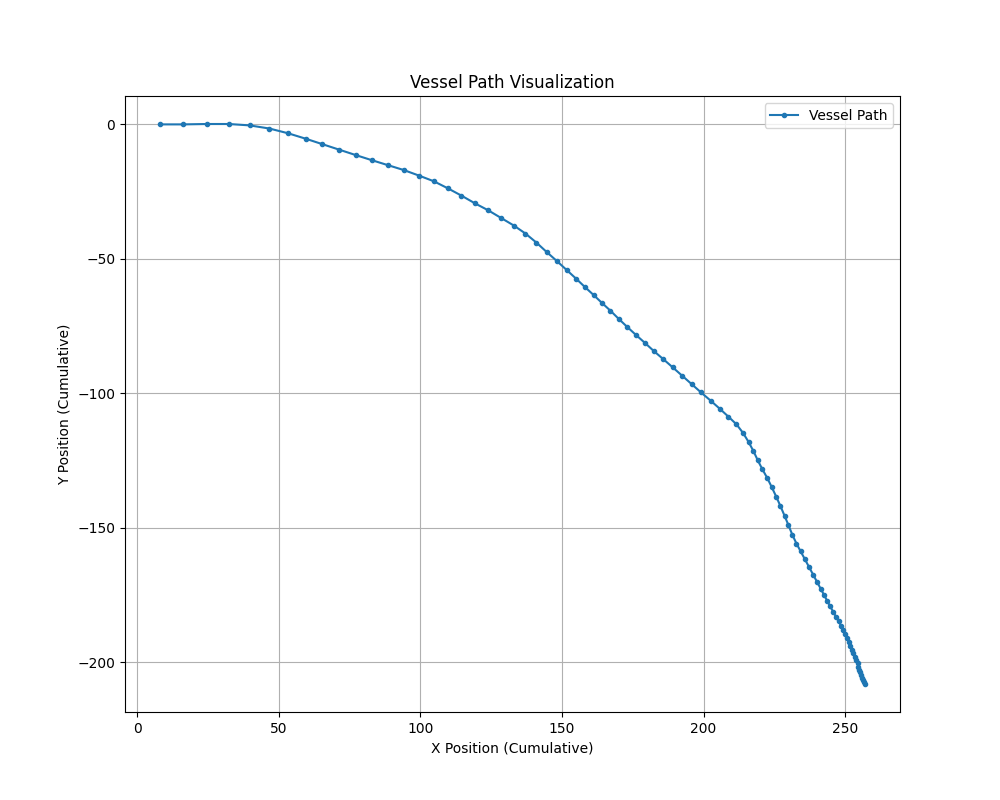 Vessel Path Visualization
Vessel Path
Y Position (Cumulative)
0
−50
−100
−150
−200
0
50
100
150
200
250
X Position (Cumulative)